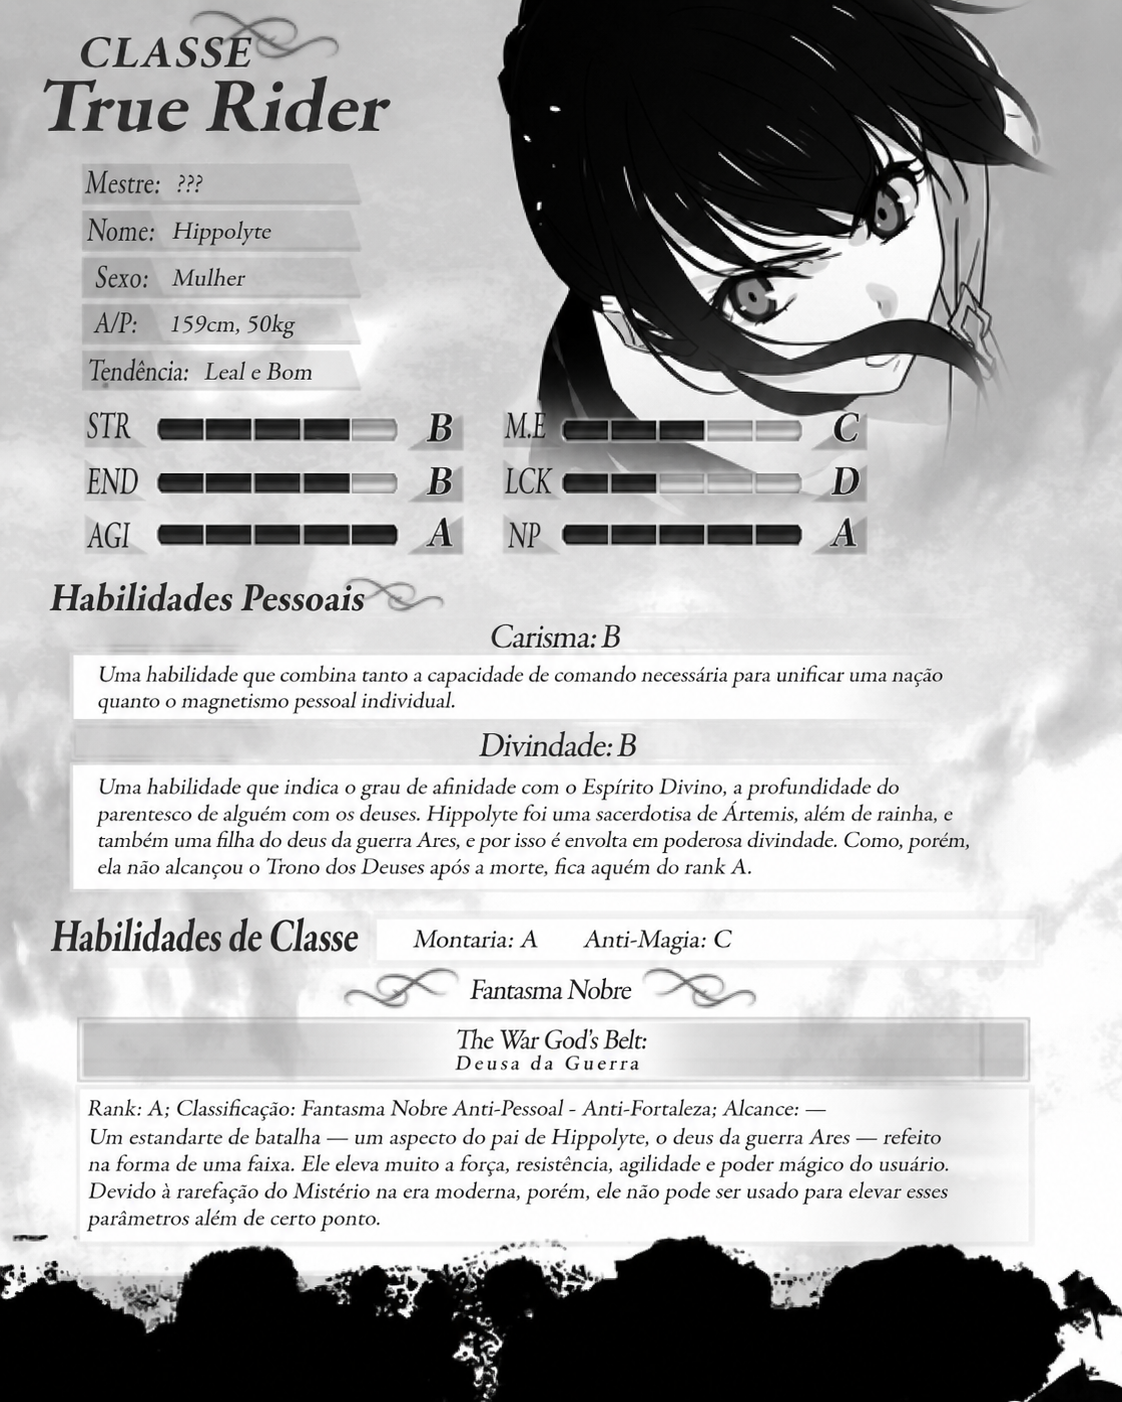 CLASSE
True Rider
Mestre: ???
Nome: Hippolyte
Sexo: Mulher
A/P: 159cm, 50kg
Tendência: Leal e Bom
STR B
END B
AGI A
M.E C
LCK D
NP A
Habilidades Pessoais
Carisma: B
Uma habilidade que combina tanto a capacidade de comando necessária para unificar uma nação
quanto o magnetismo pessoal individual.
Divindade: B
Uma habilidade que indica o grau de afinidade com o Espírito Divino, a profundidade do
parentesco de alguém com os deuses. Hippolyte foi uma sacerdotisa de Ártemis, além de rainha, e
também uma filha do deus da guerra Ares, e por isso é envolta em poderosa divindade. Como, porém,
ela não alcançou o Trono dos Deuses após a morte, fica aquém do rank A.
Habilidades de Classe
Montaria: A Anti-Magia: C
Fantasma Nobre
The War God's Belt:
Deusa da Guerra
Rank: A; Classificação: Fantasma Nobre Anti-Pessoal - Anti-Fortaleza; Alcance: —
Um estandarte de batalha — um aspecto do pai de Hippolyte, o deus da guerra Ares — refeito
na forma de uma faixa. Ele eleva muito a força, resistência, agilidade e poder mágico do usuário.
Devido à rarefação do Mistério na era moderna, porém, ele não pode ser usado para elevar esses
parâmetros além de certo ponto.